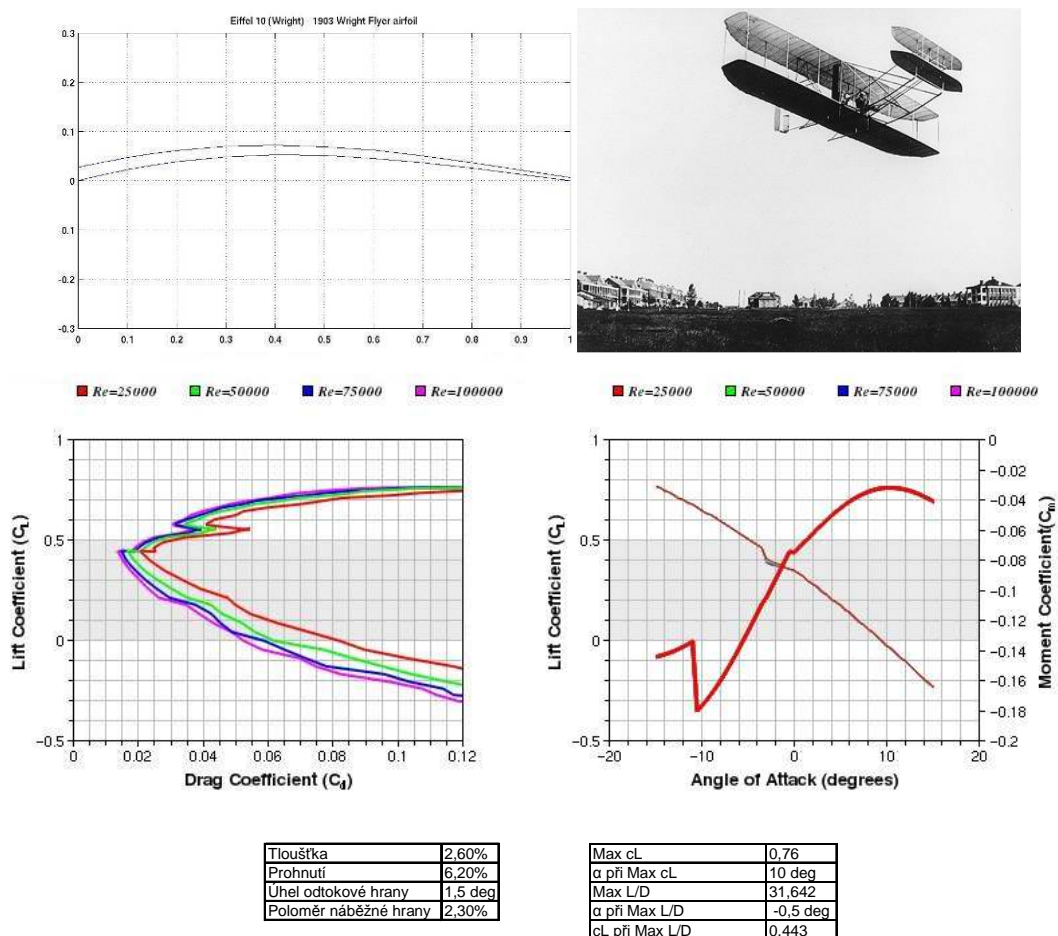 Eiffel 10 (Wright) 1903 Wright Flyer airfoil
0.3
0.2
0.1
0
0.1
-0.2
-0.3
0 0.1 0.2 0.3 0.4 0.5 0.6 0.7 0.8 0.9 1
Re=25000 Re=50000 Re=75000 Re=100000
1
0.5
0
-0.5
Lift Coefficient (CL)
0 0.02 0.04 0.06 0.08 0.1 0.12
Drag Coefficient (Cd)
Re=25000 Re=50000 Re=75000 Re=100000
1
0.5
0
-0.5
Lift Coefficient (CL)
0
-0.02
-0.04
-0.06
-0.08
-0.1
-0.12
-0.14
-0.16
-0.18
-0.2
Moment Coefficient(Cm)
-20 -10 0 10 20
Angle of Attack (degrees)
Tloušťka 2,60%
Prohnutí 6,20%
Úhel odtokové hrany 1,5 deg
Poloměr náběžné hrany 2,30%
Max cL 0,76
α při Max cL 10 deg
Max L/D 31,642
α při Max L/D -0,5 deg
cL při Max L/D 0,443